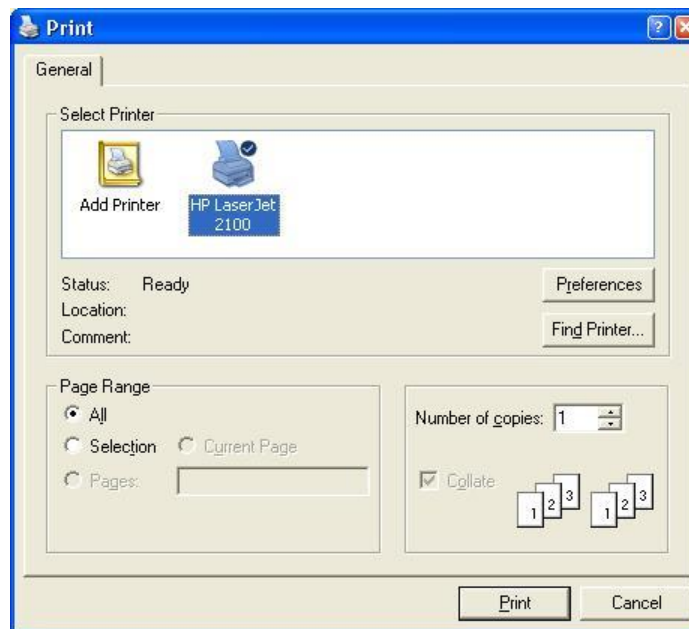 Print
General
Select Printer
Add Printer
HP LaserJet
2100
Status: Ready
Location:
Comment:
Preferences
Find Printer...
Page Range
All
Selection
Current Page
Pages:
Number of copies: 1
Collate
1 2 3 1 2 3
Print
Cancel